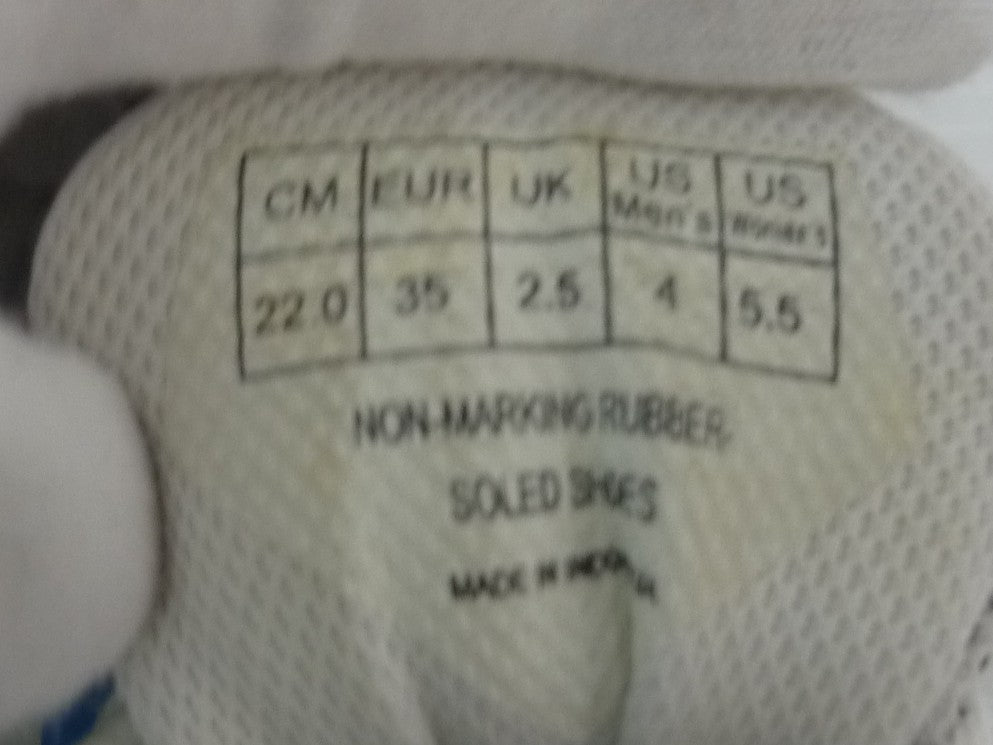 CM EUR UK US Men's US Women's
22.0 35 2.5 4 5.5
NON-MARKING RUBBER
SOLED SHOES
MADE IN